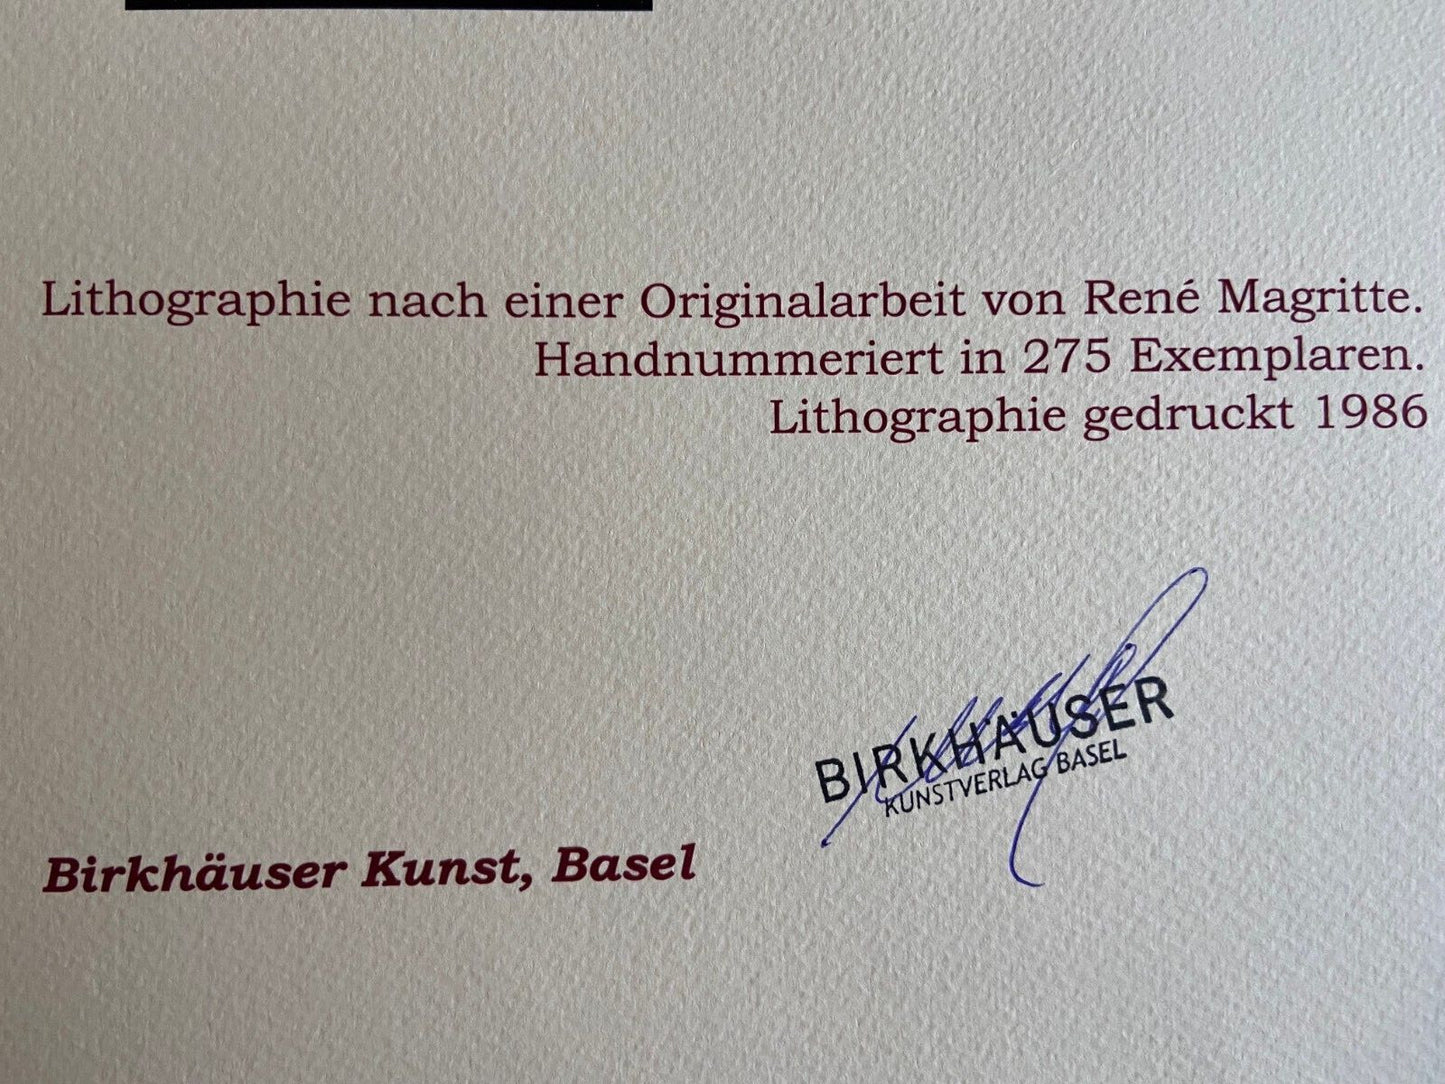 Lithographie nach einer Originalarbeit von René Magritte.
Handnummeriert in 275 Exemplaren.
Lithographie gedruckt 1986
BIRKHÄUSER
KUNSTVERLAG BASEL
Birkhäuser Kunst, Basel